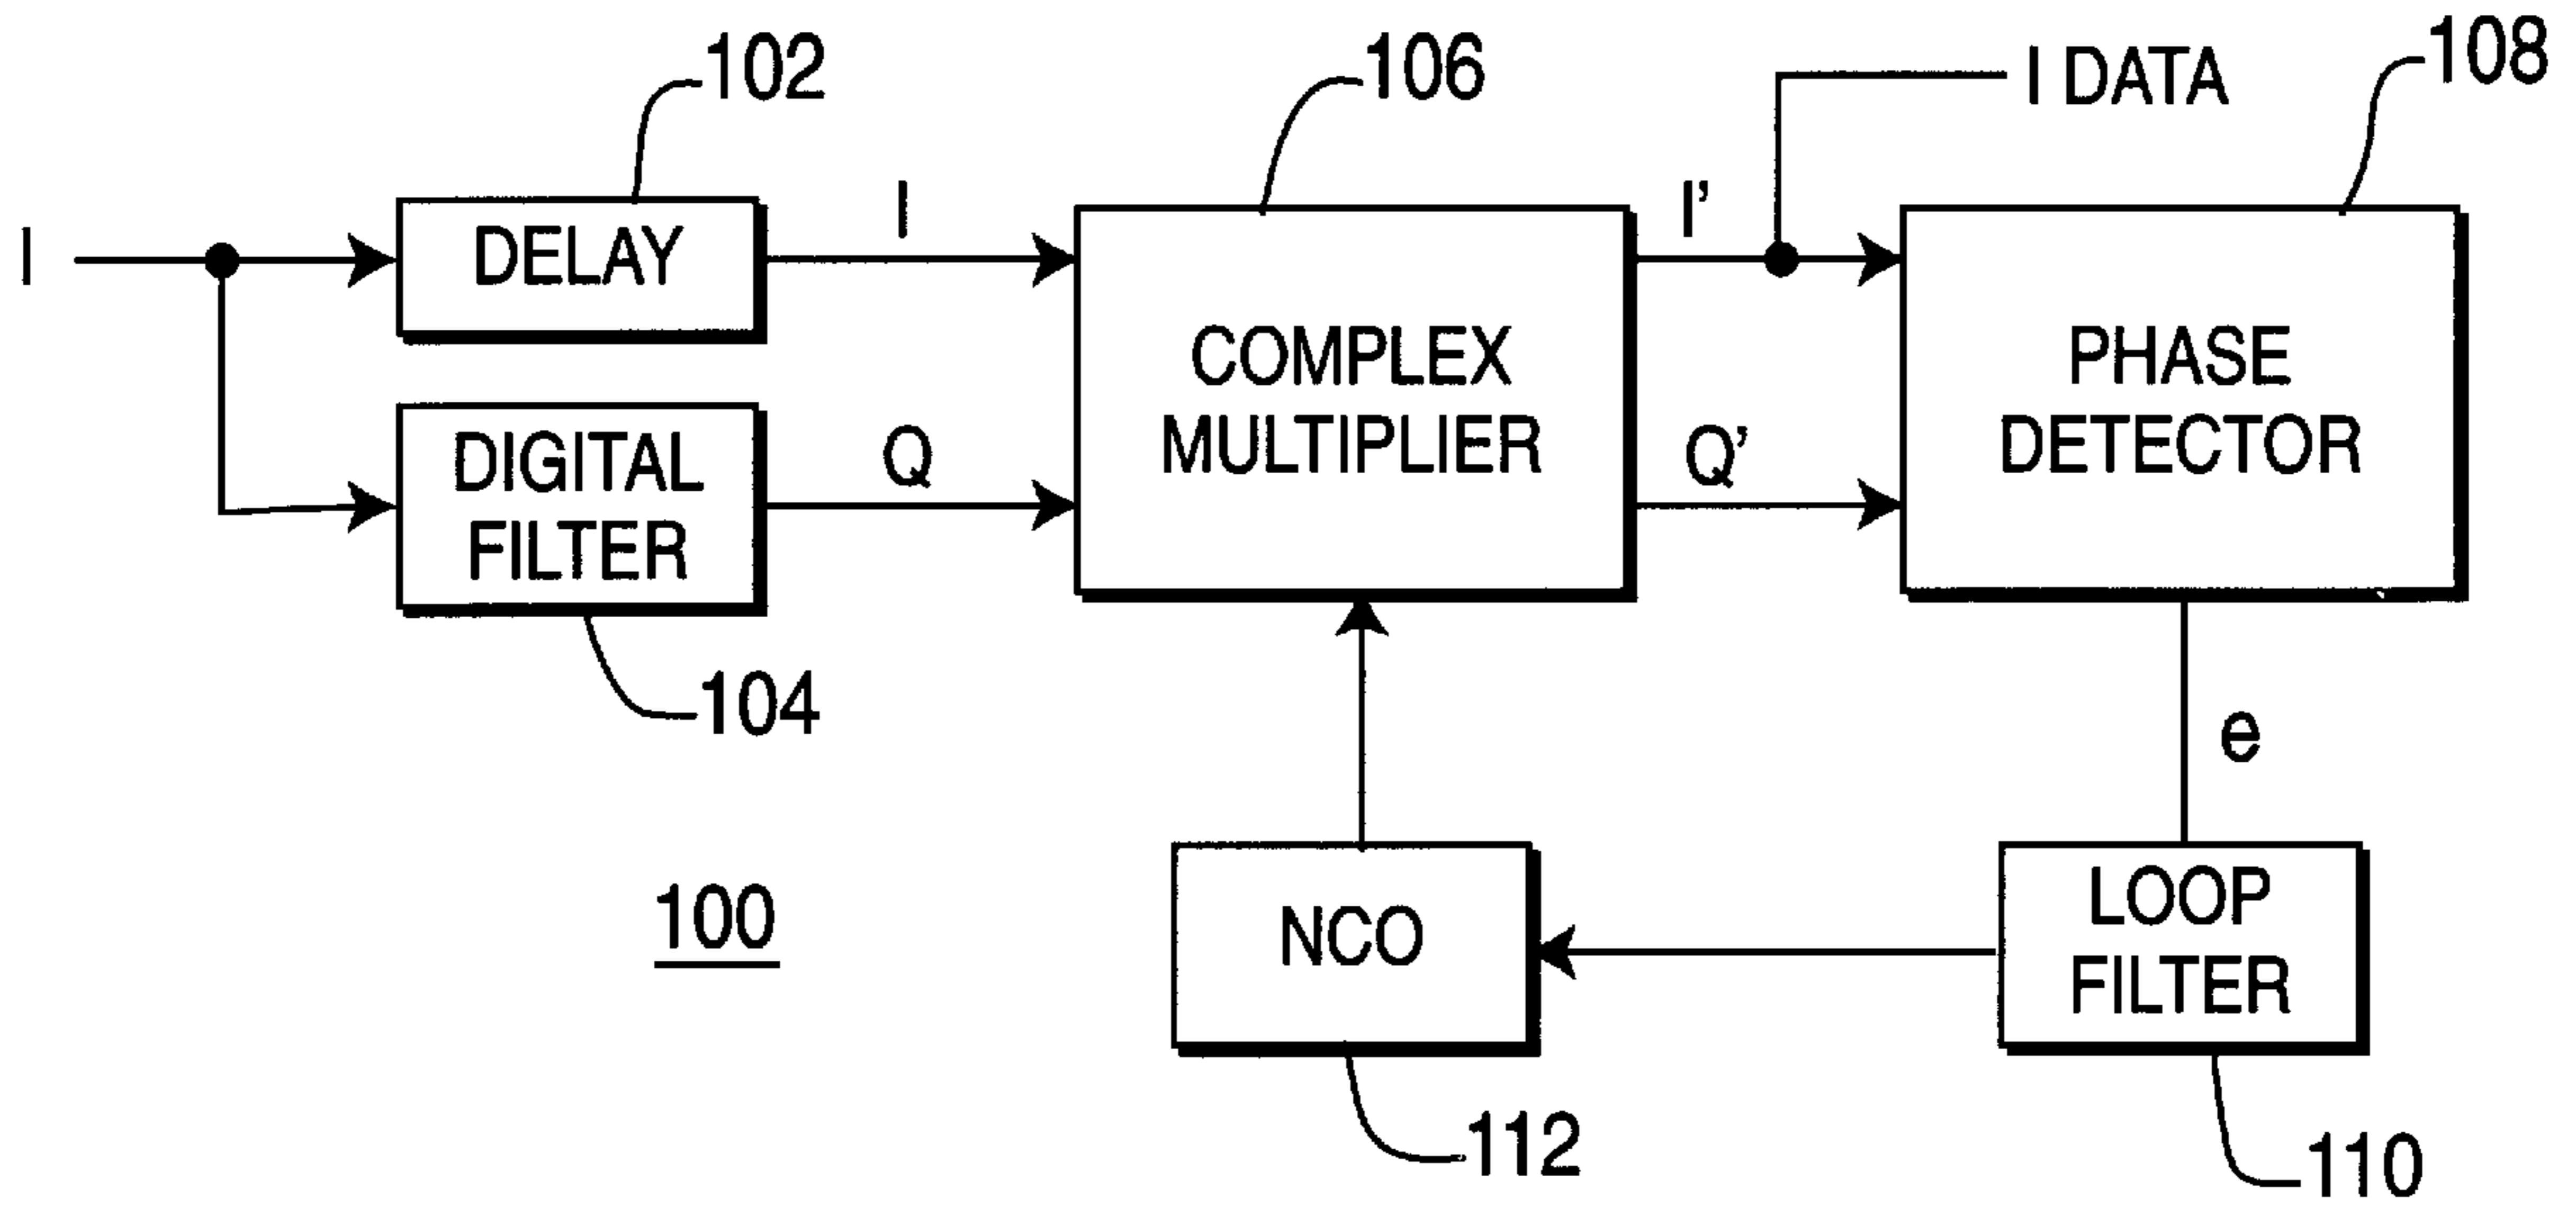 102
106
I DATA
108
I
DELAY
I
I'
COMPLEX
MULTIPLIER
PHASE
DETECTOR
DIGITAL
FILTER
Q
Q'
104
e
100
NCO
LOOP
FILTER
112
110